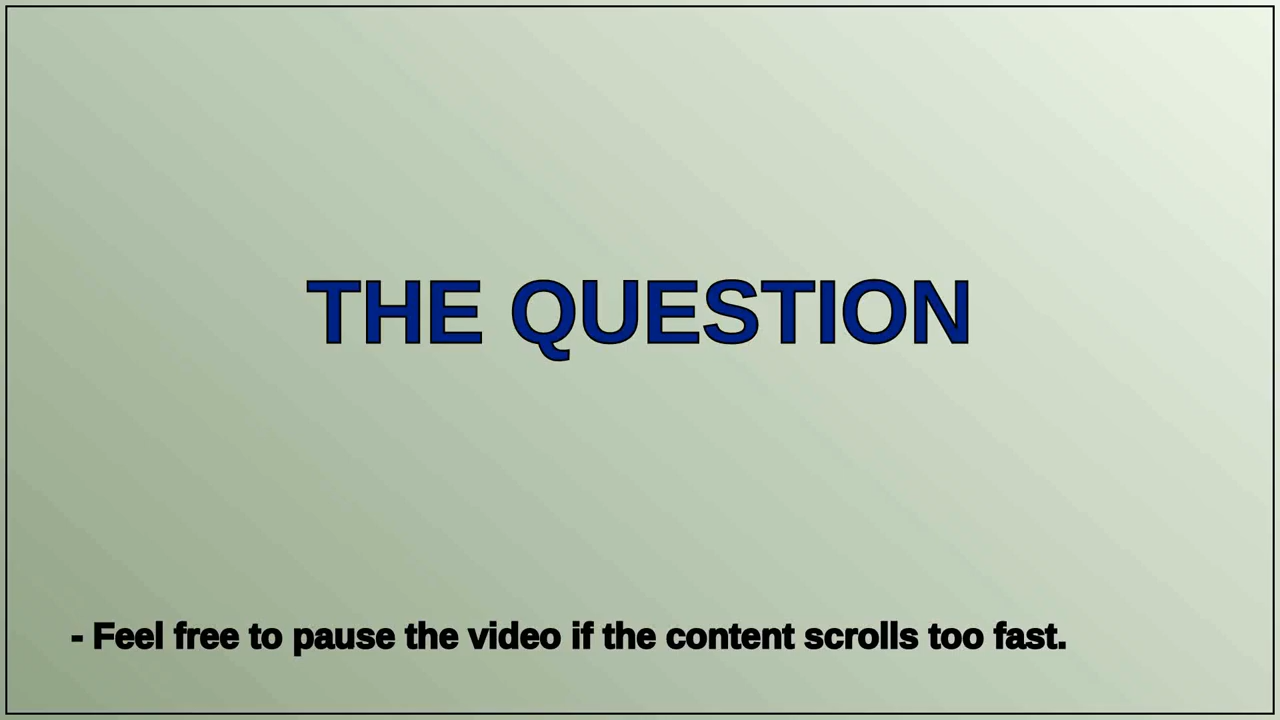 THE QUESTION
- Feel free to pause the video if the content scrolls too fast.